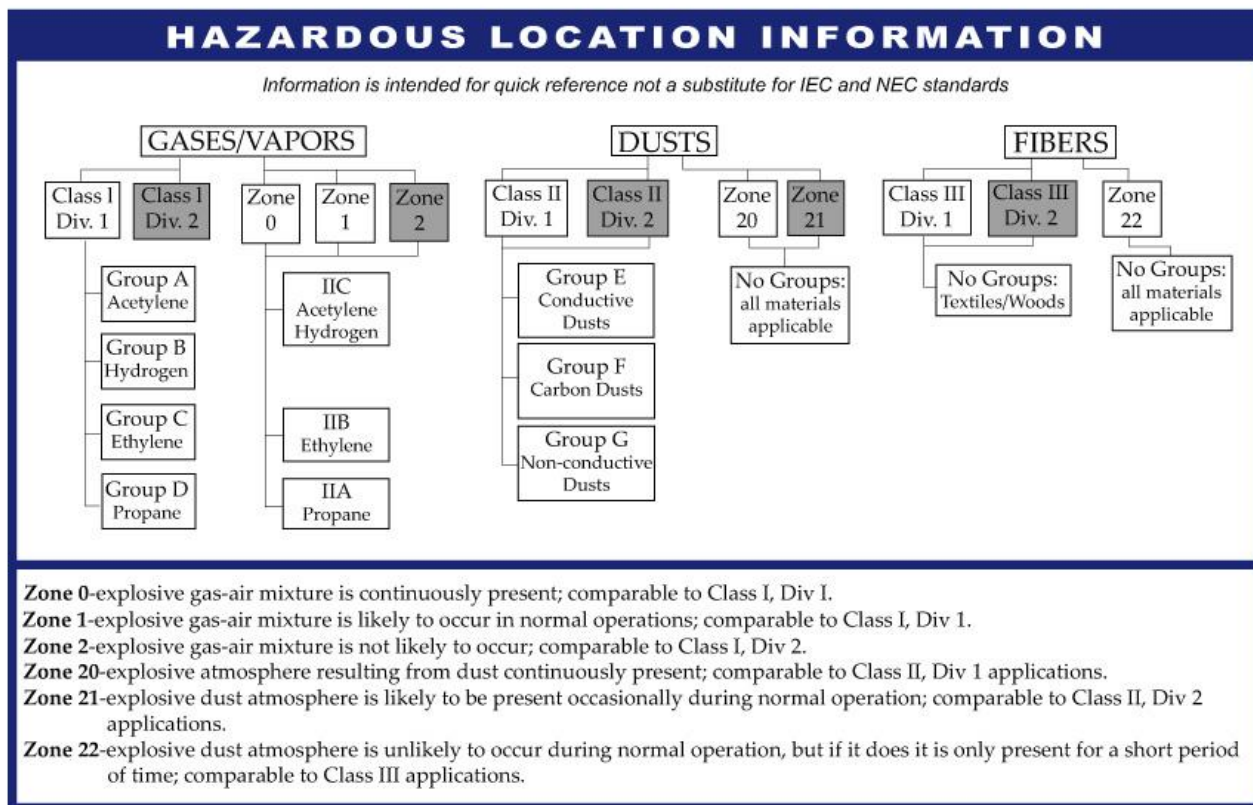 HAZARDOUS LOCATION INFORMATION
Information is intended for quick reference not a substitute for IEC and NEC standards
GASES/VAPORS
Class I
Div. 1
Class I
Div. 2
Zone
0
Zone
1
Zone
2
Group A
Acetylene
Group B
Hydrogen
Group C
Ethylene
Group D
Propane
IIC
Acetylene
Hydrogen
IIB
Ethylene
IIA
Propane
DUSTS
Class II
Div. 1
Class II
Div. 2
Zone
20
Zone
21
Group E
Conductive
Dusts
Group F
Carbon Dusts
Group G
Non-conductive
Dusts
No Groups:
all materials
applicable
FIBERS
Class III
Div. 1
Class III
Div. 2
Zone
22
No Groups:
Textiles/Woods
No Groups:
all materials
applicable
Zone 0-explosive gas-air mixture is continuously present; comparable to Class I, Div I.
Zone 1-explosive gas-air mixture is likely to occur in normal operations; comparable to Class I, Div 1.
Zone 2-explosive gas-air mixture is not likely to occur; comparable to Class I, Div 2.
Zone 20-explosive atmosphere resulting from dust continuously present; comparable to Class II, Div 1 applications.
Zone 21-explosive dust atmosphere is likely to be present occasionally during normal operation; comparable to Class II, Div 2
applications.
Zone 22-explosive dust atmosphere is unlikely to occur during normal operation, but if it does it is only present for a short period
of time; comparable to Class III applications.